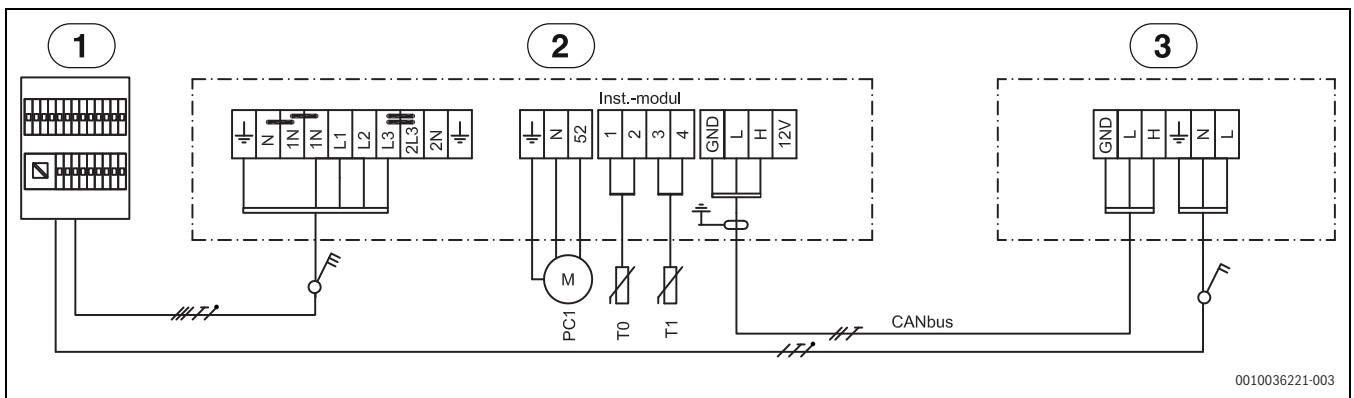 1
2
3
Inst.-modul
N
1N
1N
L1
L2
L3
2L3
2N
N
52
1
2
3
4
GND
L
H
12V
GND
L
H
N
L
M
PC1
T0
T1
CANbus
0010036221-003